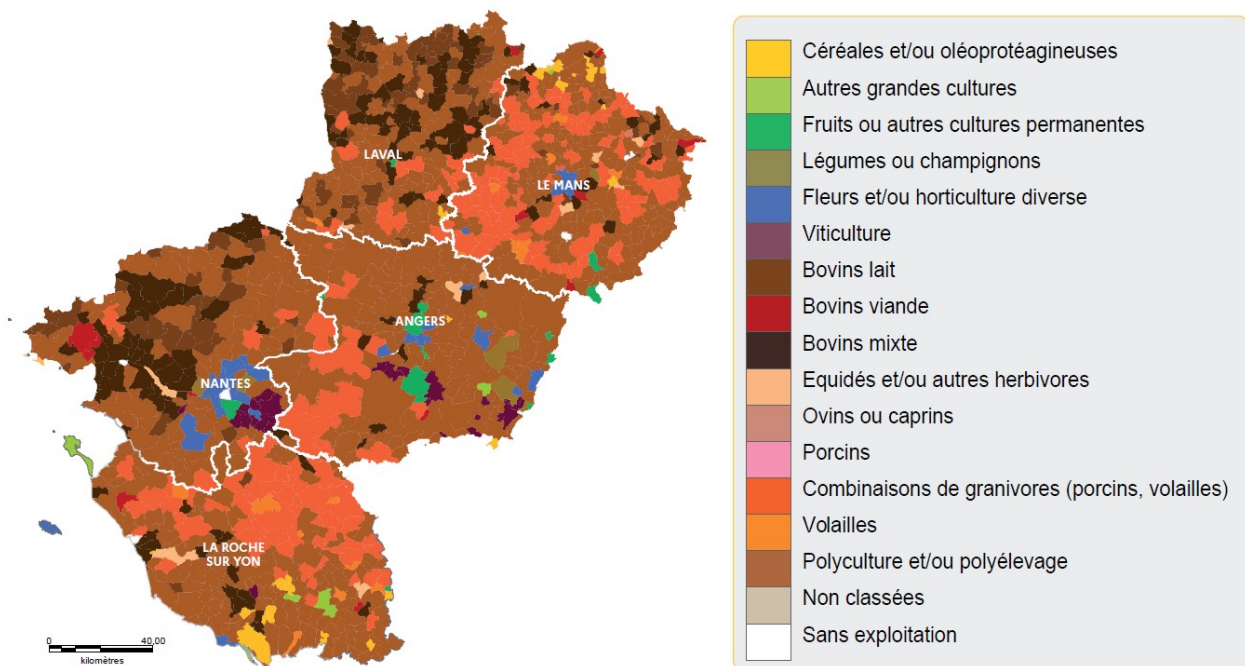 LAVAL
LE MANS
ANGERS
NANTES
LA ROCHE
SUR YON
0 40,00
kilomètres
Céréales et/ou oléoprotéagineuses
Autres grandes cultures
Fruits ou autres cultures permanentes
Légumes ou champignons
Fleurs et/ou horticulture diverse
Viticulture
Bovins lait
Bovins viande
Bovins mixte
Equidés et/ou autres herbivores
Ovins ou caprins
Porcins
Combinaisons de granivores (porcins, volailles)
Volailles
Polyculture et/ou polyélevage
Non classées
Sans exploitation